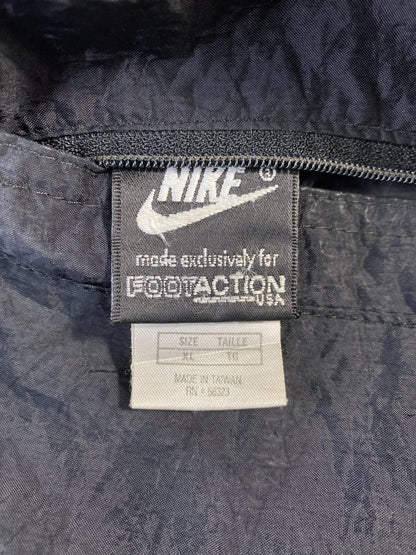 NIKE ®
made exclusively for
FOOTACTION
USA
SIZE TAILLE
XL TG
MADE IN TAIWAN
RN # 56323